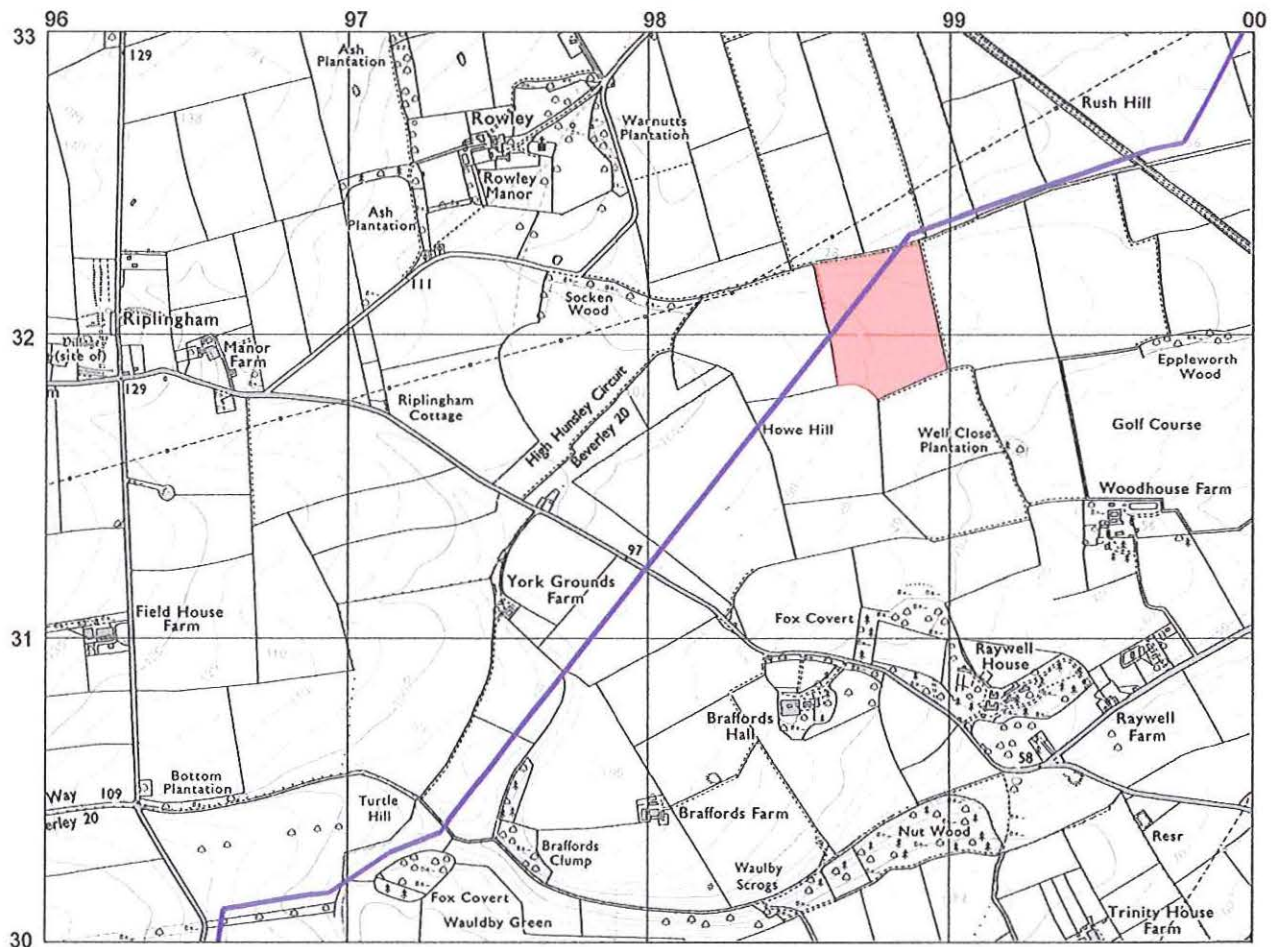 96 97 98 99 00
33
129
Ash
Plantation
Rowley
Warnutts
Plantation
Rush Hill
Rowley
Manor
Ash
Plantation
111
Socken
Wood
32
Riplingham
Village
(site of)
Manor
Farm
129
Riplingham
Cottage
High Hunsley Circuit
Beverley 20
Howe Hill
Well Close
Plantation
Eppleworth
Wood
Golf Course
Woodhouse Farm
97
York Grounds
Farm
Field House
Farm
Fox Covert
31
Raywell
House
Braffords
Hall
Raywell
Farm
58
Bottom
Plantation
Way 109
erley 20
Turtle
Hill
Braffords Farm
Nut Wood
Resr
Braffords
Clump
Waulby
Scrogs
Fox Covert
Wauldby Green
Trinity House
Farm
30